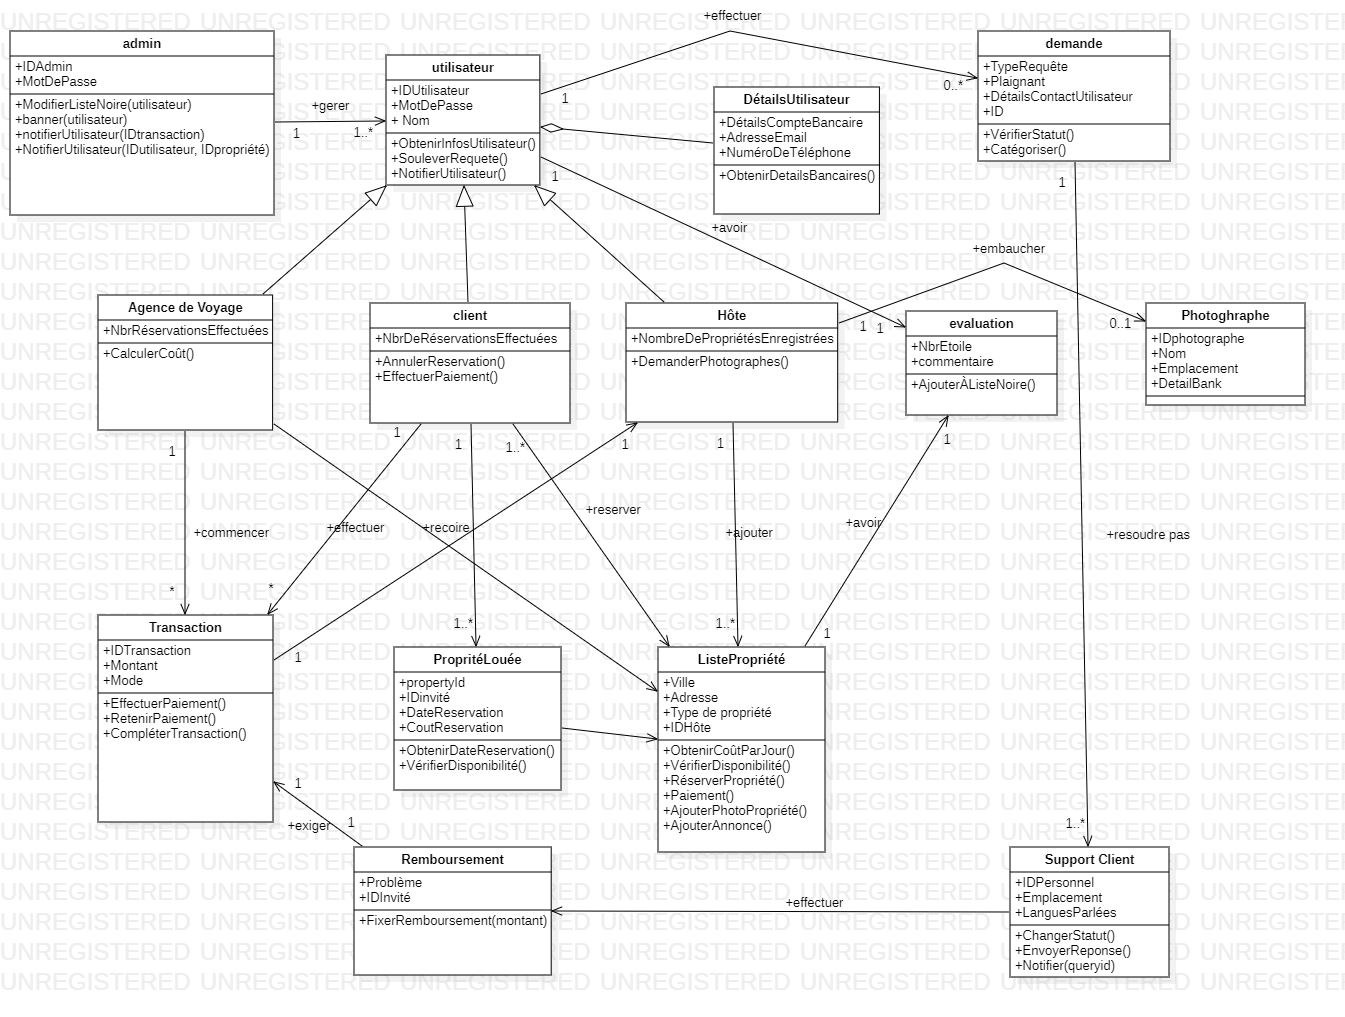 admin
+IDAdmin
+MotDePasse
+ModifierListeNoire(utilisateur)
+banner(utilisateur)
+notifierUtilisateur(IDtransaction)
+NotifierUtilisateur(IDutilisateur, IDpropriété)
+gerer
1
1..*
utilisateur
+IDUtilisateur
+MotDePasse
+ Nom
+ObtenirInfosUtilisateur()
+SouleverRequete()
+NotifierUtilisateur()
+effectuer
1
0..*
DétailsUtilisateur
+DétailsCompteBancaire
+AdresseEmail
+NuméroDeTéléphone
+ObtenirDetailsBancaires()
demande
+TypeRequête
+Plaignant
+DétailsContactUtilisateur
+ID
+VérifierStatut()
+Catégoriser()
1
+avoir
1
1
+embaucher
1
0..1
Agence de Voyage
+NbrRéservationsEffectuées
+CalculerCoût()
client
+NbrDeRéservationsEffectuées
+AnnulerReservation()
+EffectuerPaiement()
Hôte
+NombreDePropriétésEnregistrées
+DemanderPhotographes()
evaluation
+NbrEtoile
+commentaire
+AjouterÀListeNoire()
Photoghraphe
+IDphotographe
+Nom
+Emplacement
+DetailBank
1
+commencer
*
1
+effectuer
*
+recoire
1
1
1
1..*
1..*
+reserver
1
+ajouter
1..*
+avoir
1
1
+resoudre pas
1..*
Transaction
+IDTransaction
+Montant
+Mode
+EffectuerPaiement()
+RetenirPaiement()
+CompléterTransaction()
PropritéLouée
+propertyId
+IDinvité
+DateReservation
+CoutReservation
+ObtenirDateReservation()
+VérifierDisponibilité()
ListePropriété
+Ville
+Adresse
+Type de propriété
+IDHôte
+ObtenirCoûtParJour()
+VérifierDisponibilité()
+RéserverPropriété()
+Paiement()
+AjouterPhotoPropriété()
+AjouterAnnonce()
1
+exiger
1
Remboursement
+Problème
+IDInvité
+FixerRemboursement(montant)
+effectuer
Support Client
+IDPersonnel
+Emplacement
+LanguesParlées
+ChangerStatut()
+EnvoyerReponse()
+Notifier(queryid)
UNREGISTERED